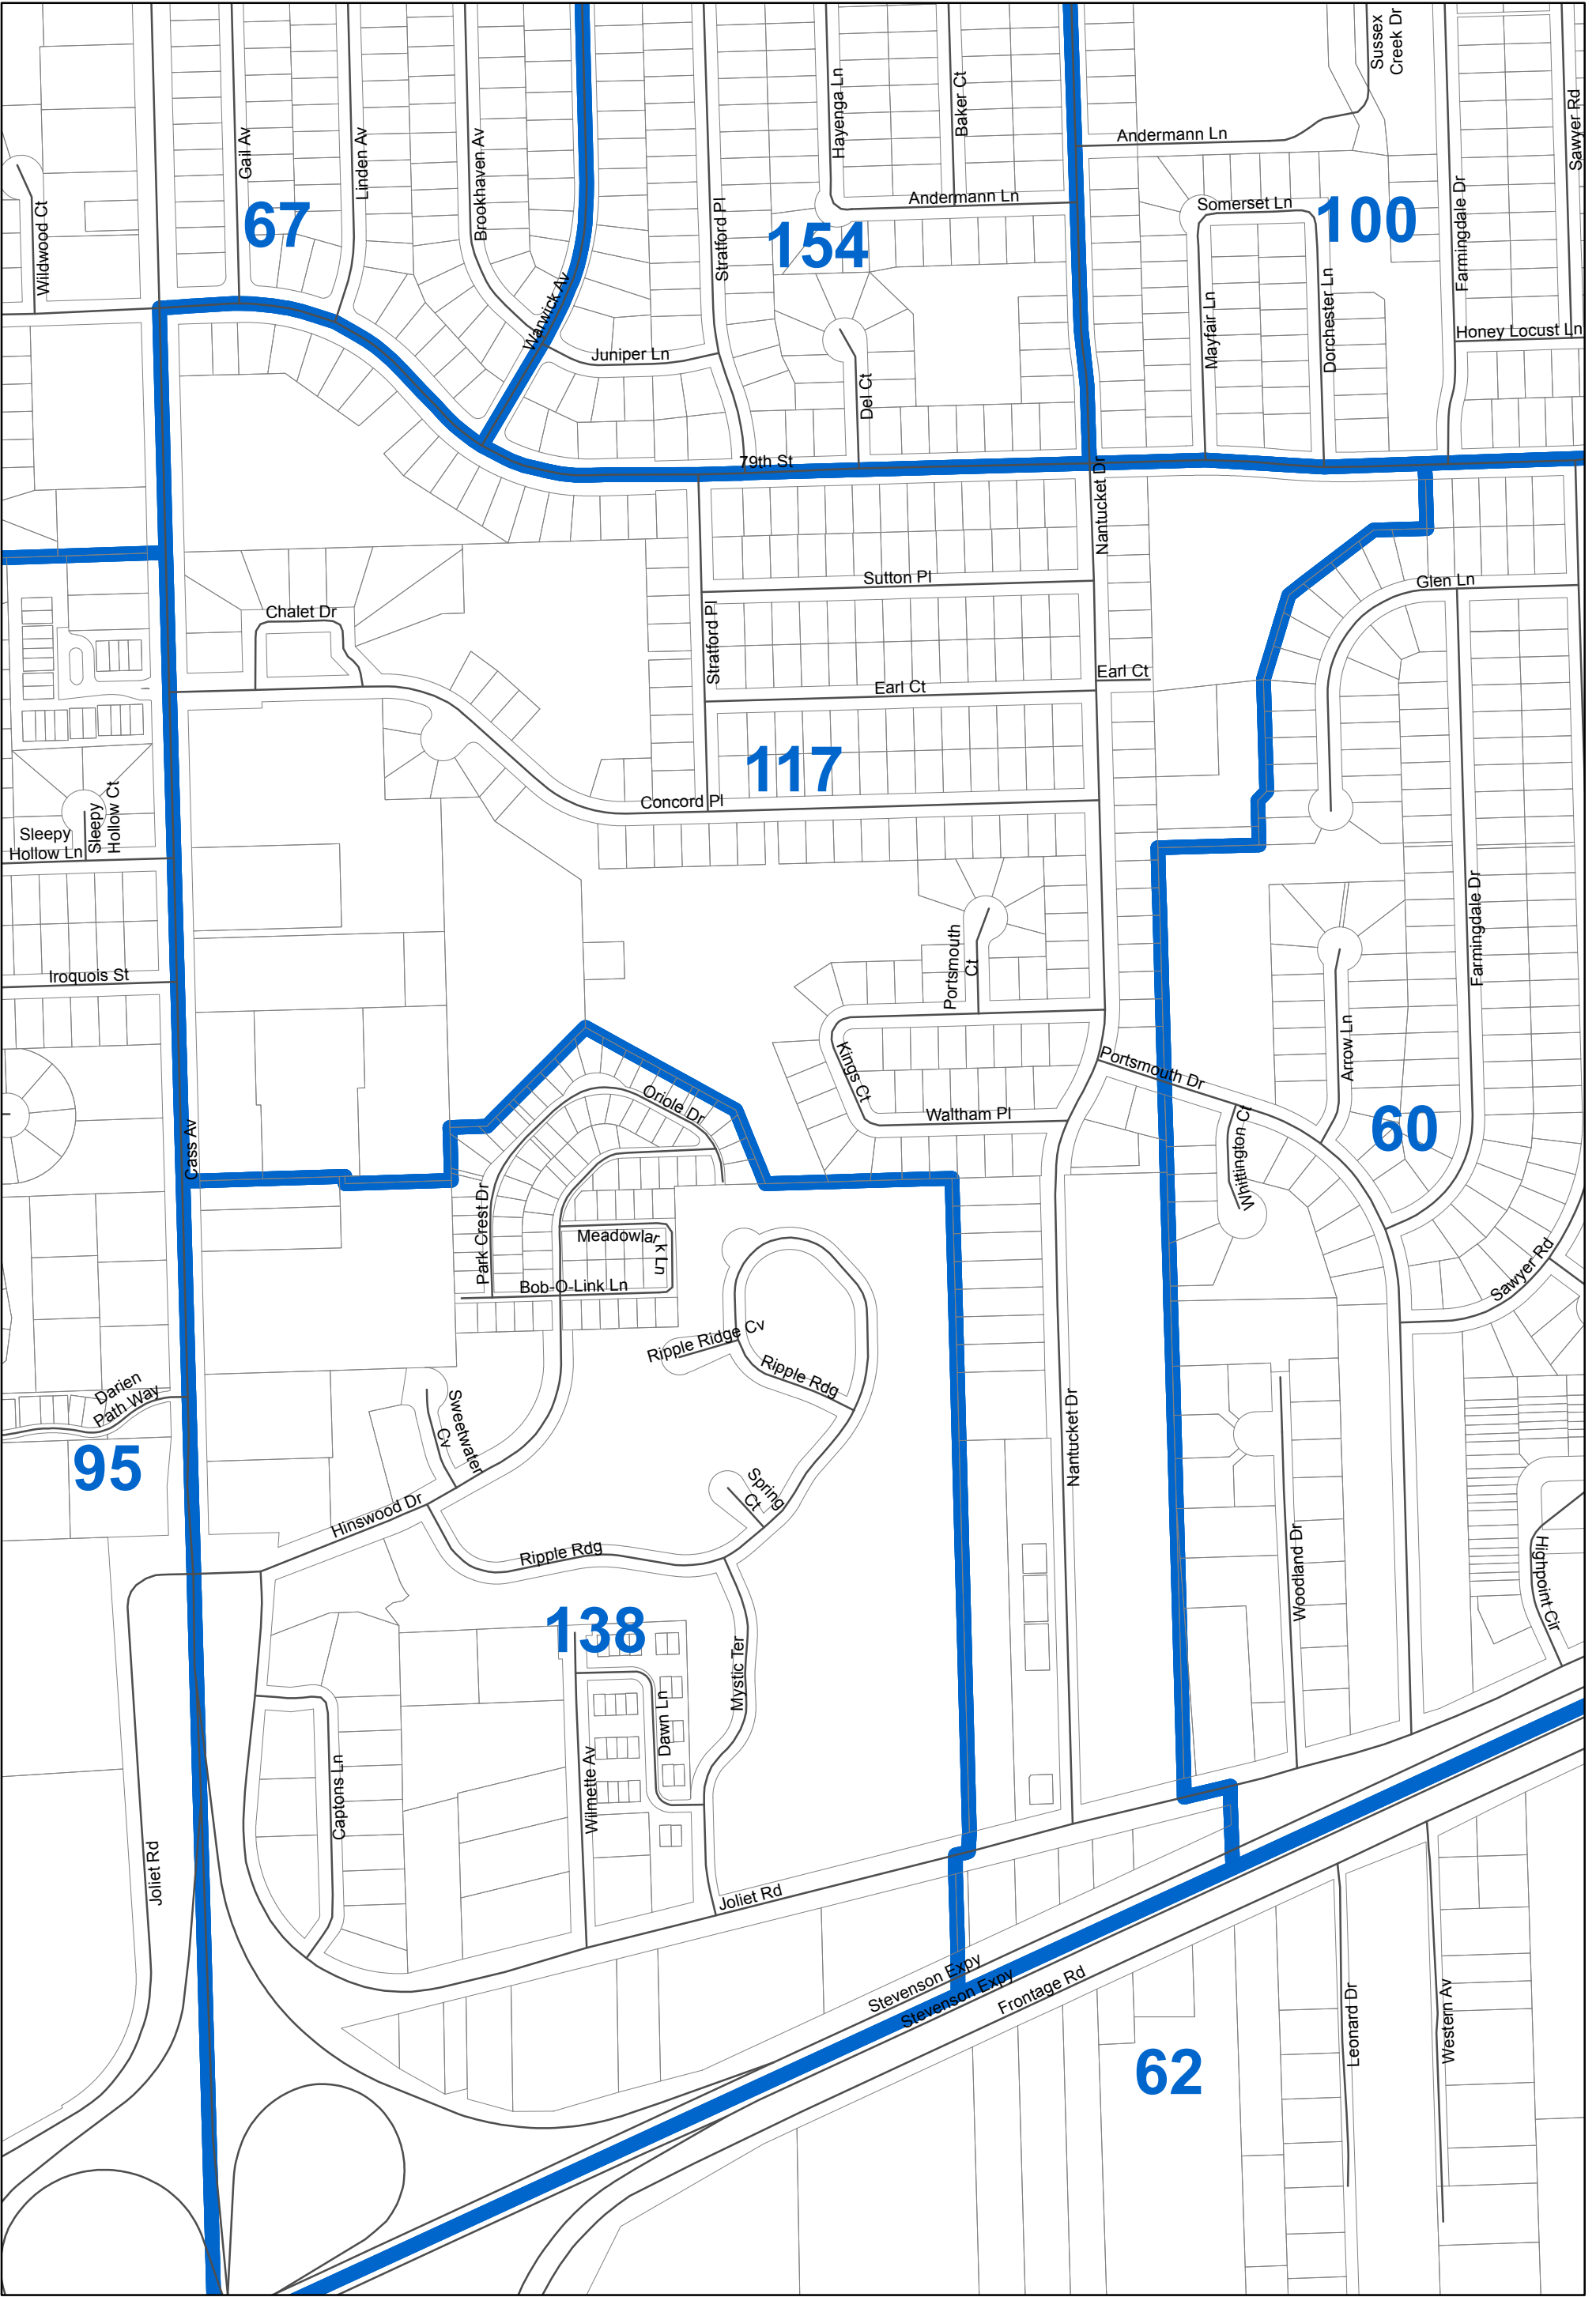 Sussex
Creek Dr
Hayenga Ln
Baker Ct
Sawyer Rd
Gail Av
Linden Av
Brookhaven Av
Andermann Ln
Wildwood Ct
67
Stratford Pl
154
Andermann Ln
Somerset Ln
100
Farmingdale Dr
Warwick Av
Juniper Ln
Mayfair Ln
Dorchester Ln
Honey Locust Ln
Del Ct
79th St
Nantucket Dr
Sutton Pl
Glen Ln
Chalet Dr
Stratford Pl
Earl Ct
Earl Ct
117
Concord Pl
Sleepy
Hollow Ln
Sleepy
Hollow Ct
Farmingdale Dr
Portsmouth
Ct
Iroquois St
Kings Ct
Arrow Ln
Portsmouth Dr
Oriole Dr
Waltham Pl
60
Cass Av
Whittington Ct
Park Crest Dr
Meadowlark Ln
Bob-O-Link Ln
Sawyer Rd
Ripple Ridge Cv
Ripple Rdg
Darien
Path Way
95
Sweetwater
Cv
Nantucket Dr
Spring
Ct
Hinswood Dr
Ripple Rdg
Woodland Dr
Highpoint Cir
138
Mystic Ter
Dawn Ln
Wilmette Av
Captons Ln
Joliet Rd
Joliet Rd
Stevenson Expy
Stevenson Expy
Frontage Rd
Leonard Dr
Western Av
62